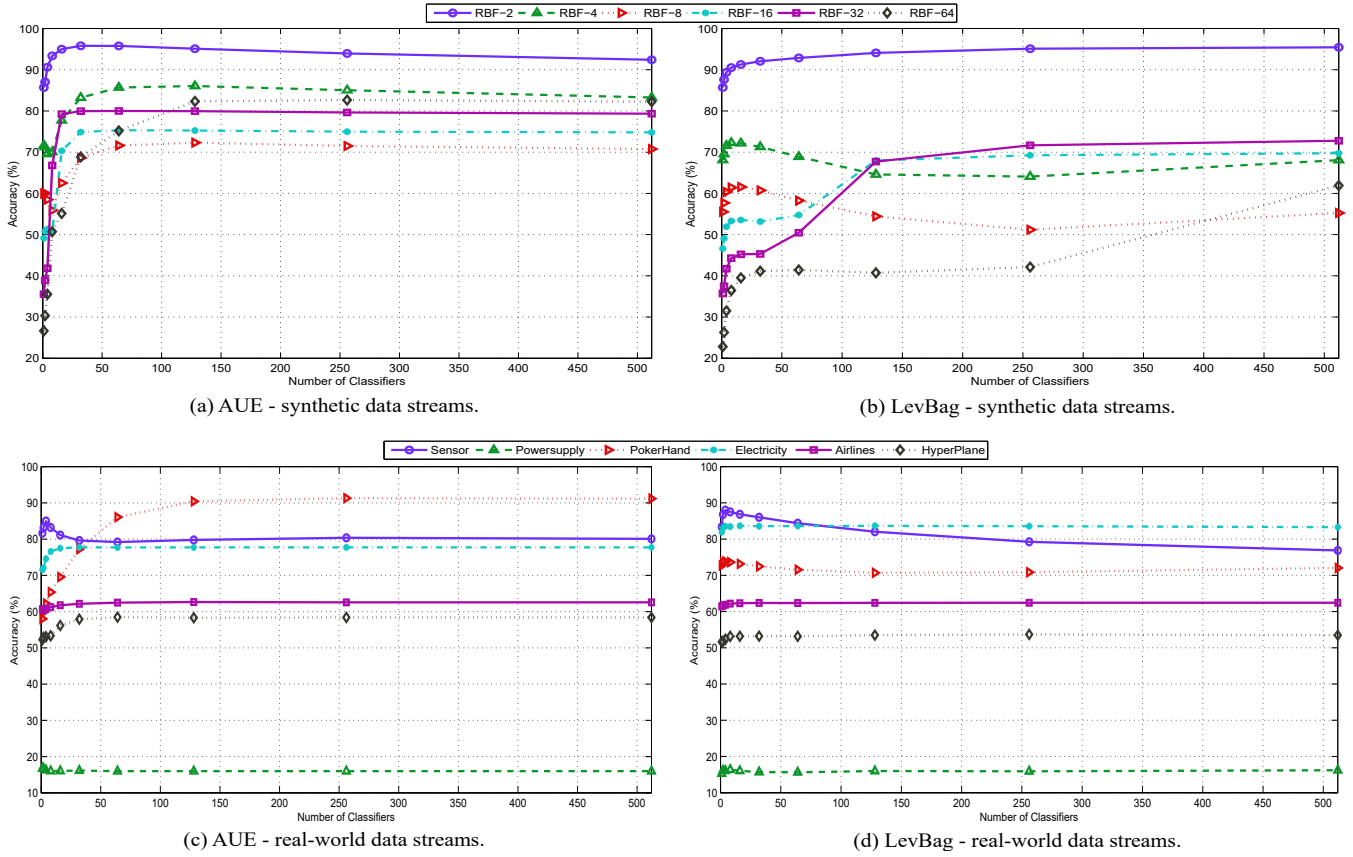 RBF−2 RBF−4 RBF−8 RBF−16 RBF−32 RBF−64
100
90
80
70
60
50
40
30
20
Accuracy (%)
0 50 100 150 200 250 300 350 400 450 500
Number of Classifiers
(a) AUE - synthetic data streams.
100
90
80
70
60
50
40
30
20
Accuracy (%)
0 50 100 150 200 250 300 350 400 450 500
Number of Classifiers
(b) LevBag - synthetic data streams.
Sensor Powersupply PokerHand Electricity Airlines HyperPlane
100
90
80
70
60
50
40
30
20
10
Accuracy (%)
0 50 100 150 200 250 300 350 400 450 500
Number of Classifiers
(c) AUE - real-world data streams.
100
90
80
70
60
50
40
30
20
10
Accuracy (%)
0 50 100 150 200 250 300 350 400 450 500
Number of Classifiers
(d) LevBag - real-world data streams.